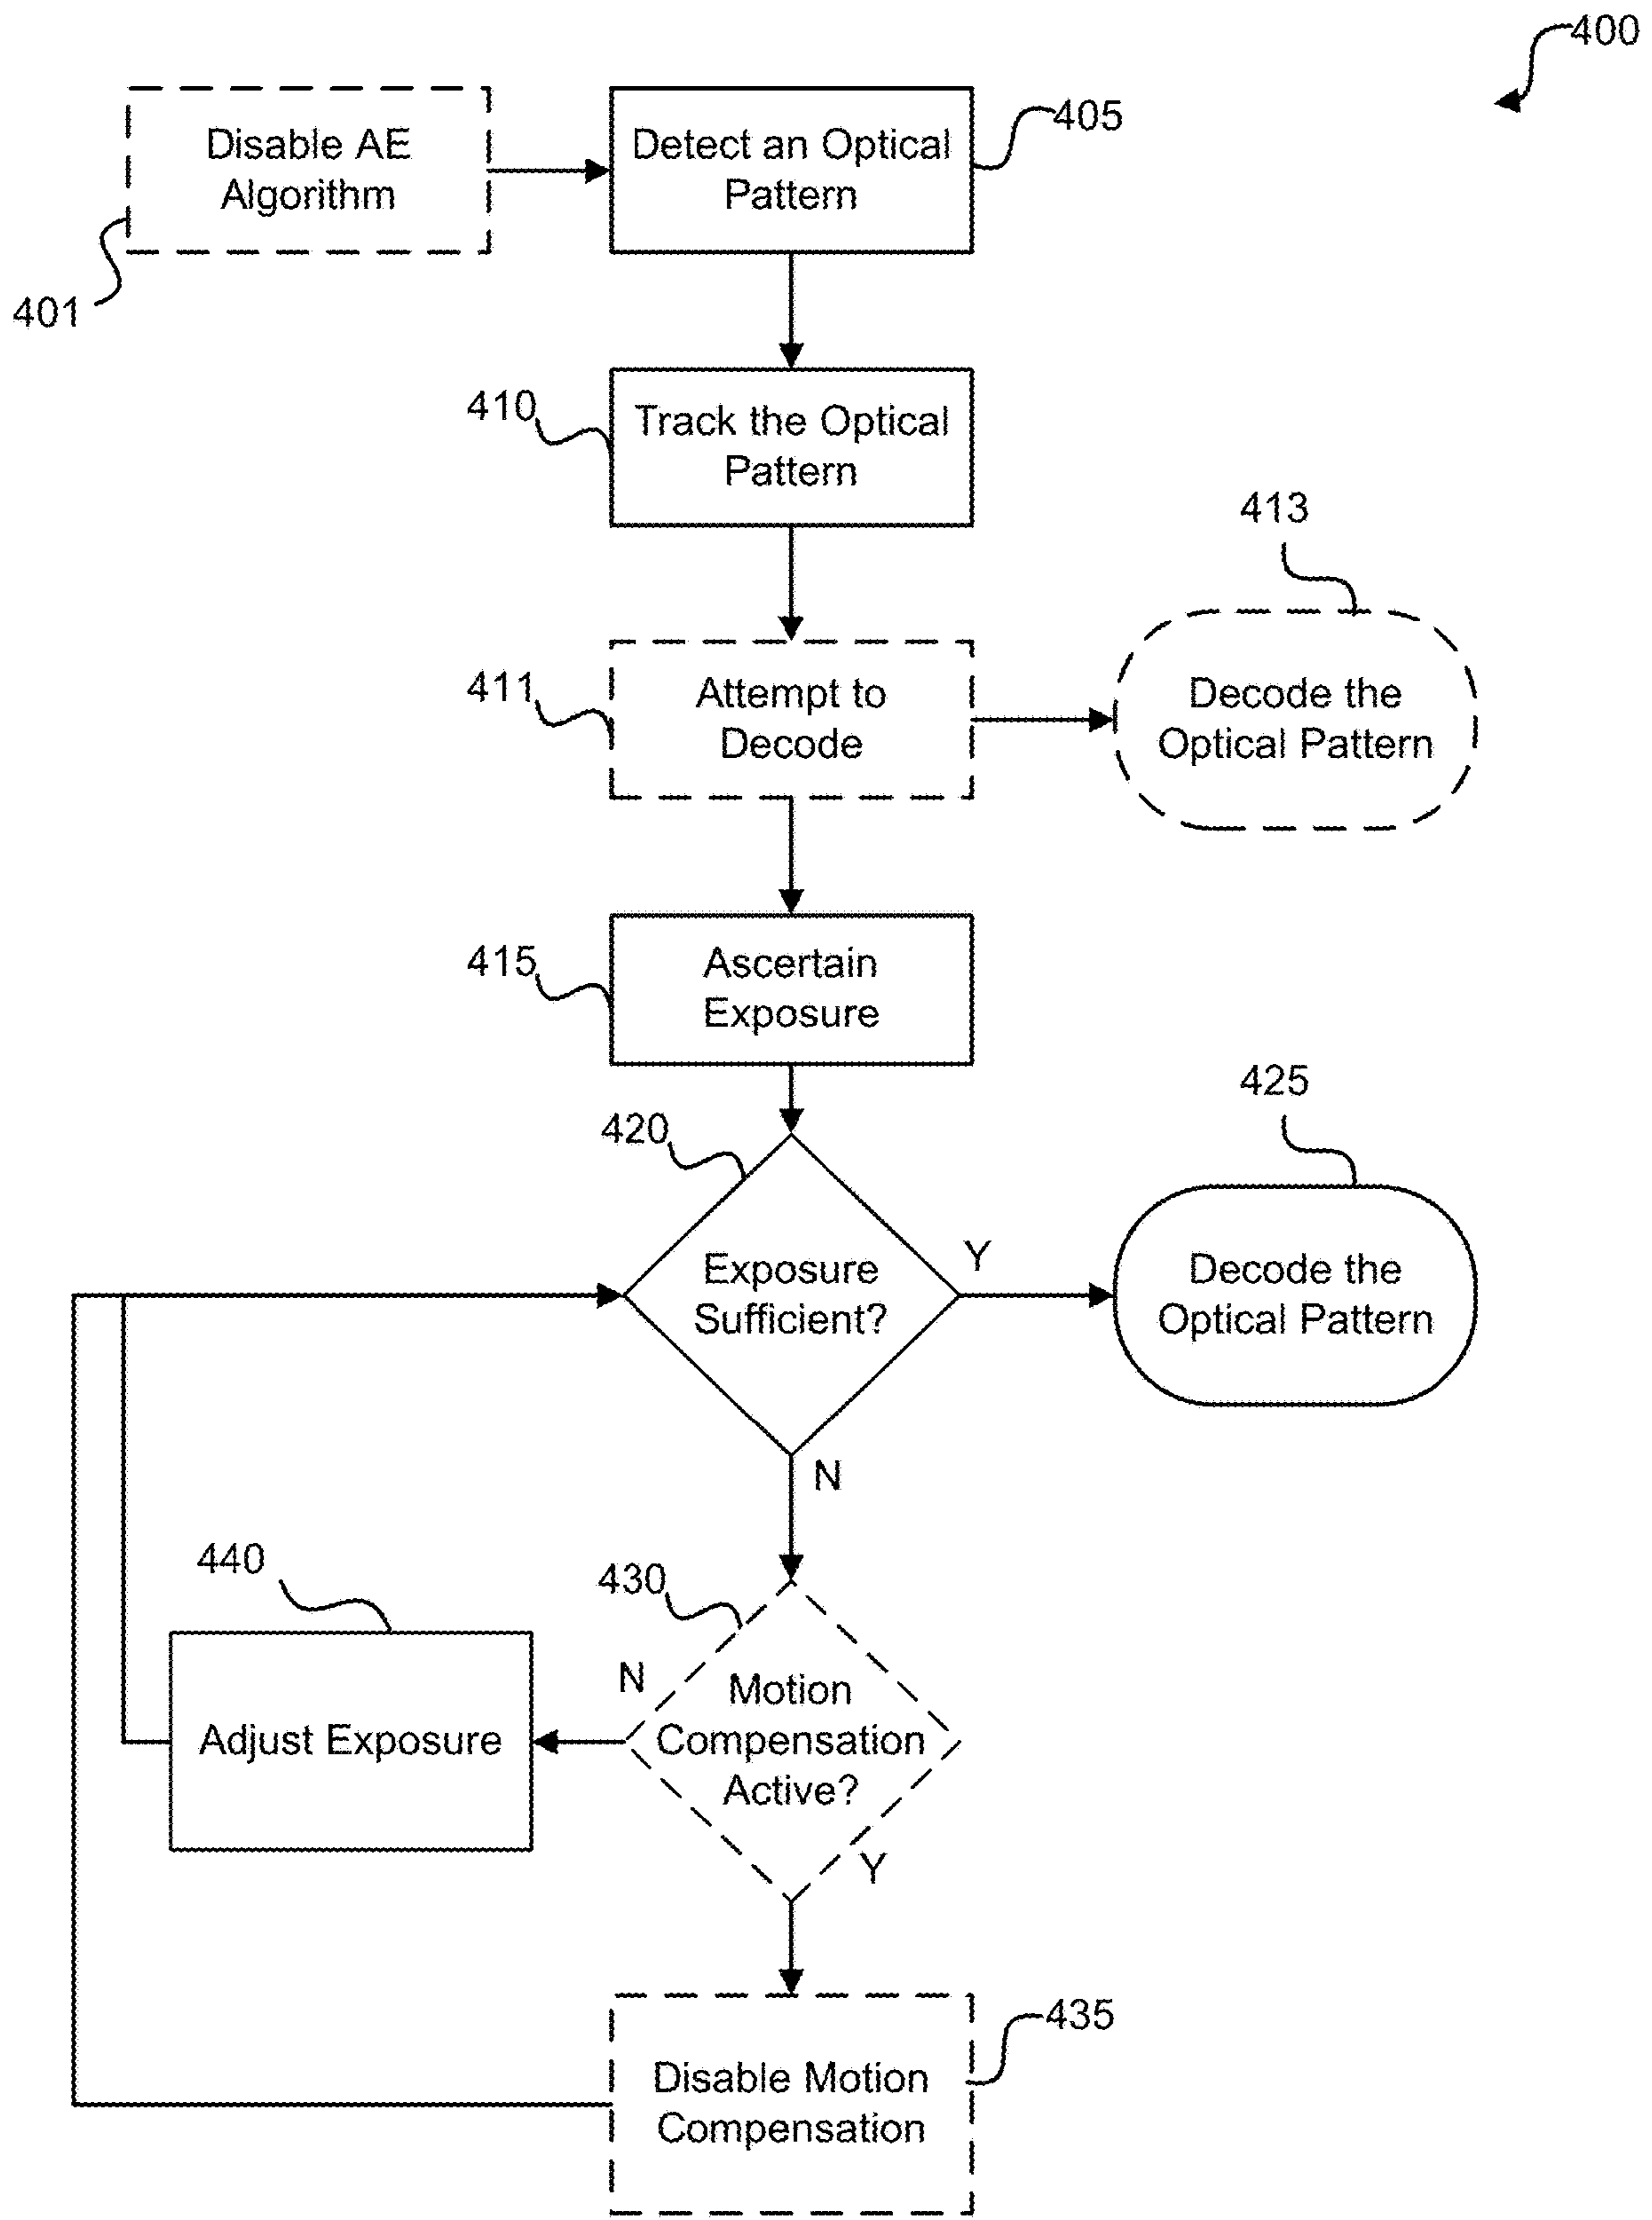 400
Disable AE
Algorithm
Detect an Optical
Pattern
405
401
410
Track the Optical
Pattern
413
411
Attempt to
Decode
Decode the
Optical Pattern
415
Ascertain
Exposure
425
420
Exposure
Sufficient?
Y
Decode the
Optical Pattern
N
440
430
N
Adjust Exposure
Motion
Compensation
Active?
Y
435
Disable Motion
Compensation